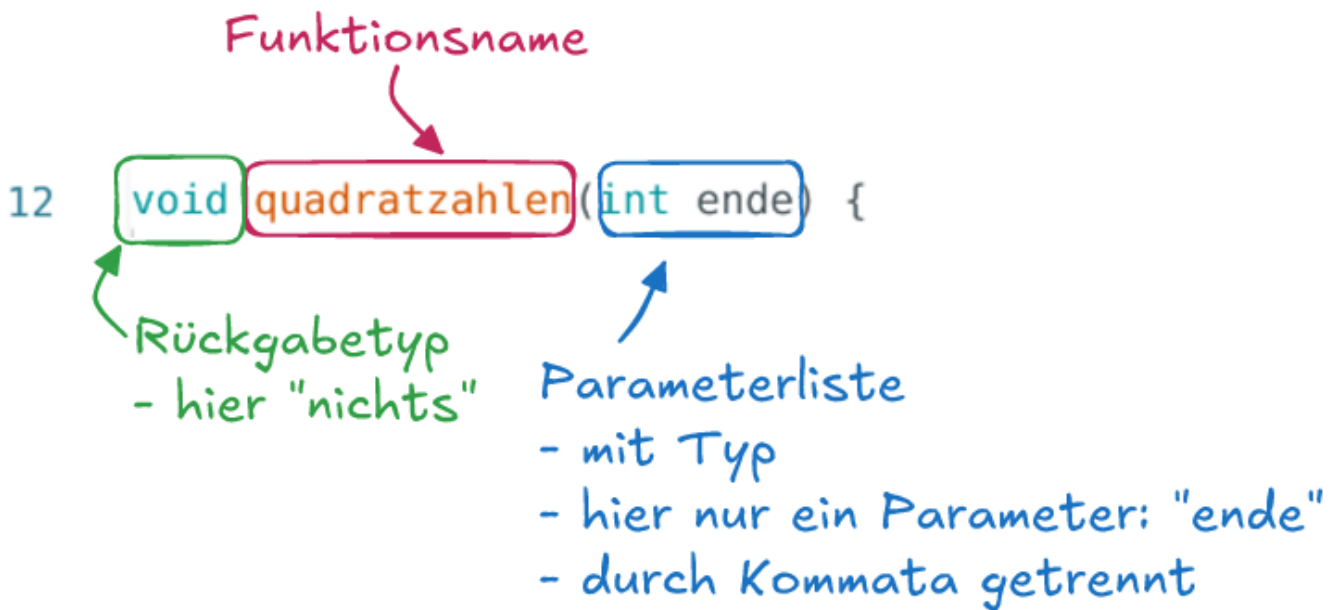 Funktionsname
12 void quadratzahlen(int ende) {
Rückgabetyp
- hier "nichts"
Parameterliste
- mit Typ
- hier nur ein Parameter: "ende"
- durch Kommata getrennt